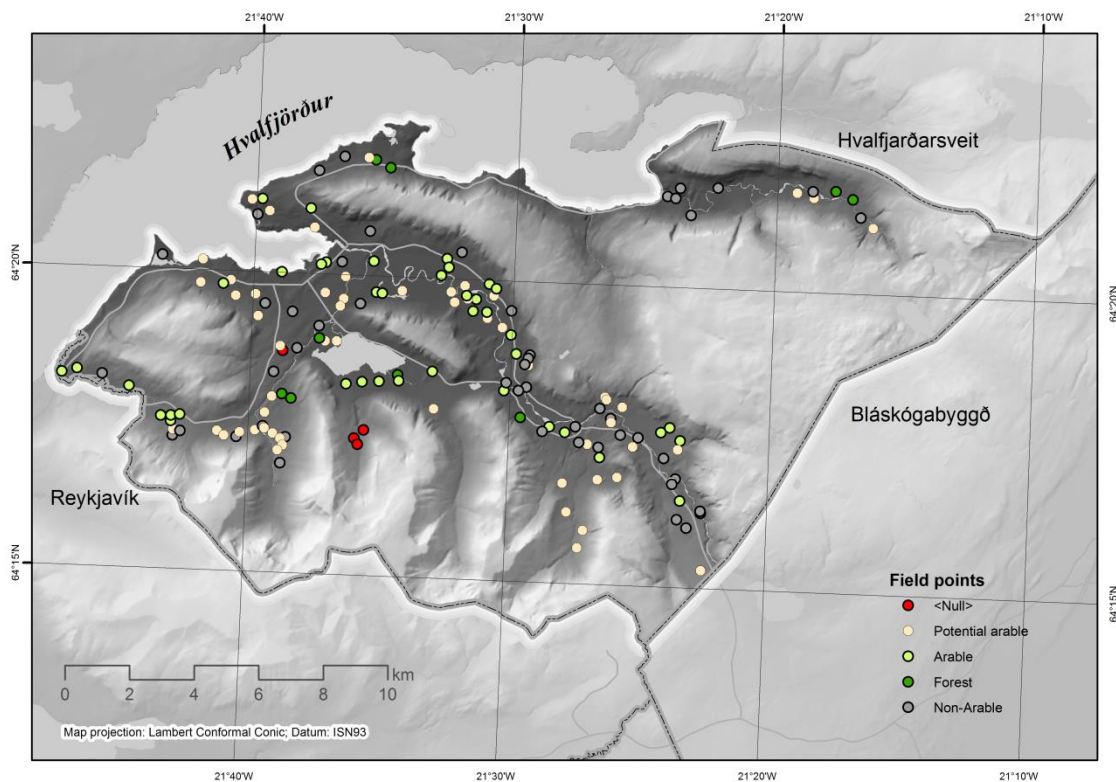 21°40'W
21°30'W
21°20'W
21°10'W
Hvalfjörður
Hvalfjarðarsveit
64°20'N
64°20'N
Bláskógabyggð
Reykjavík
64°15'N
64°15'N
Field points
<Null>
Potential arable
Arable
Forest
Non-Arable
km
0 2 4 6 8 10
Map projection: Lambert Conformal Conic; Datum: ISN93
21°40'W
21°30'W
21°20'W
21°10'W